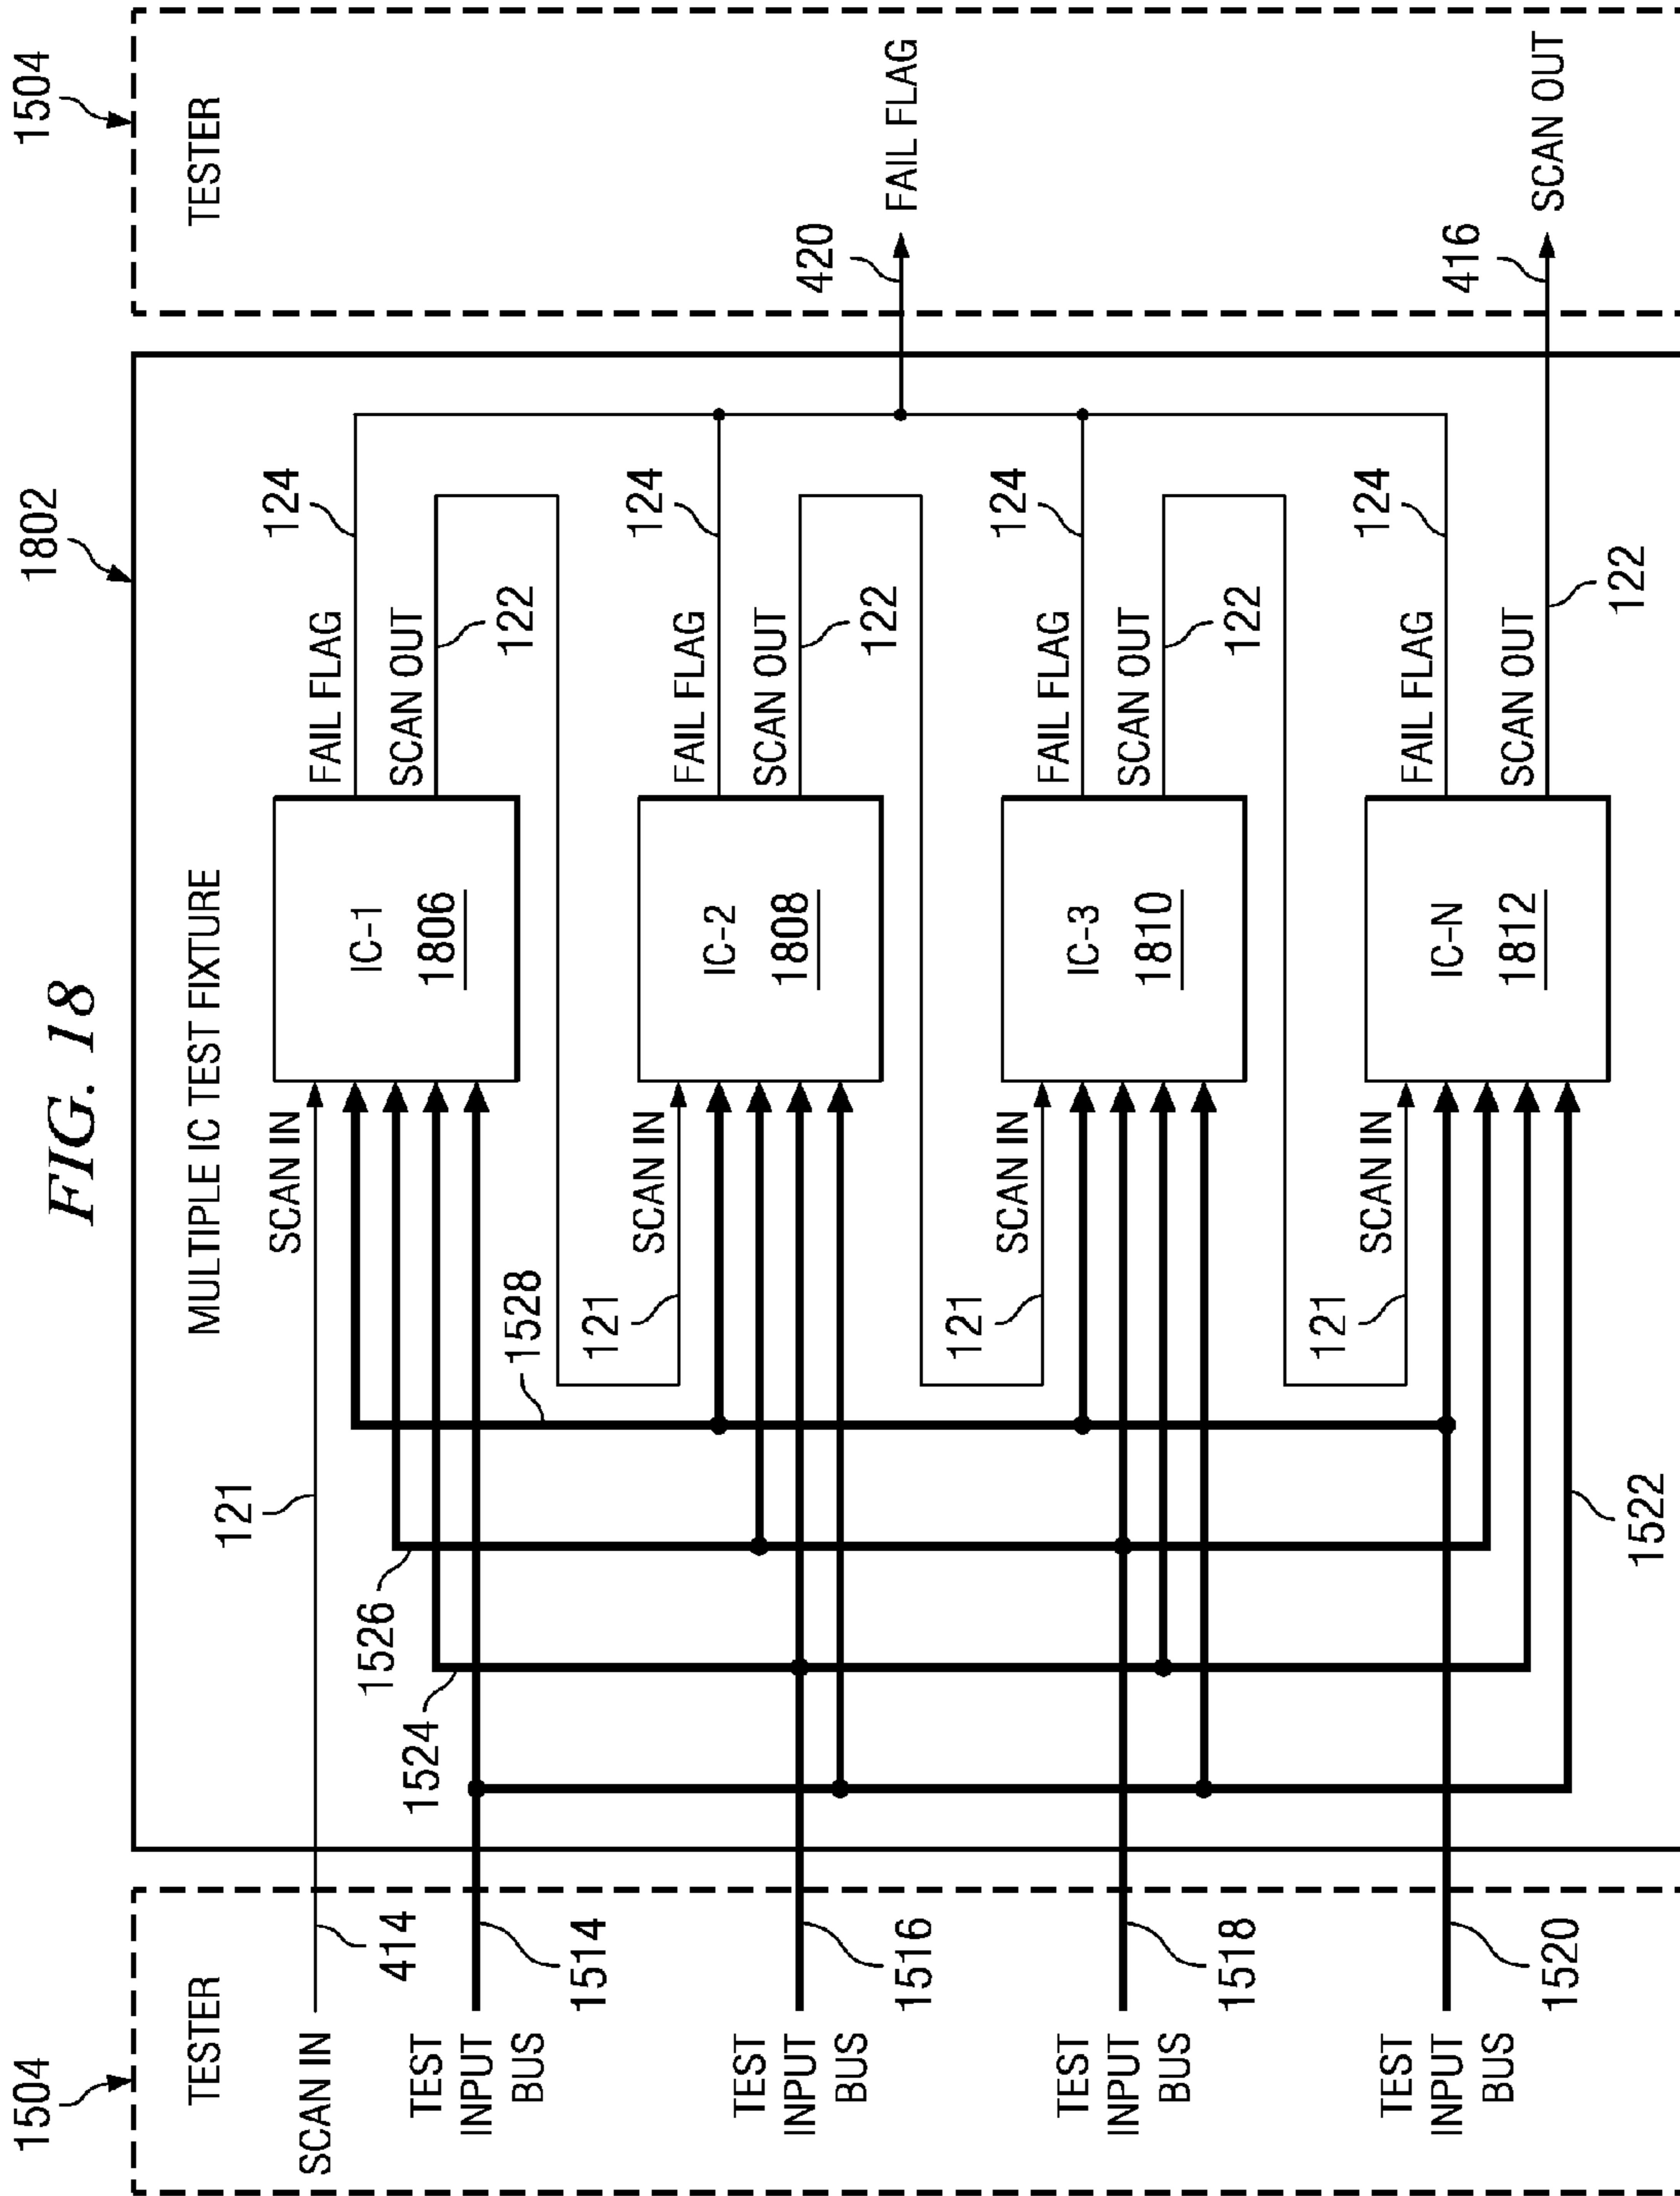 FIG. 18
1504
1802
1504
TESTER
MULTIPLE IC TEST FIXTURE
TESTER
SCAN IN
414
121
SCAN IN
IC-1
1806
FAIL FLAG
124
SCAN OUT
122
TEST
INPUT
BUS
1514
1524
1526
1528
121
SCAN IN
IC-2
1808
FAIL FLAG
124
SCAN OUT
122
TEST
INPUT
BUS
1516
420
FAIL FLAG
121
SCAN IN
IC-3
1810
FAIL FLAG
124
SCAN OUT
122
TEST
INPUT
BUS
1518
121
SCAN IN
IC-N
1812
FAIL FLAG
124
SCAN OUT
122
TEST
INPUT
BUS
1520
1522
416
SCAN OUT